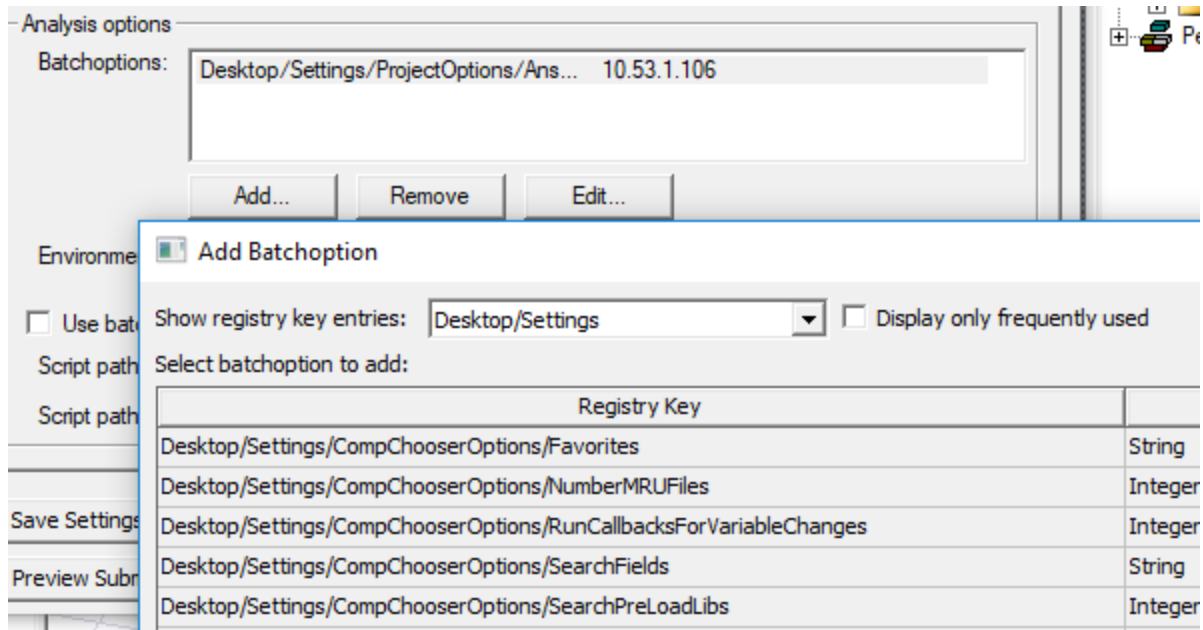 Analysis options
Batchoptions: Desktop/Settings/ProjectOptions/Ans... 10.53.1.106
Add... Remove Edit...
Add Batchoption
Show registry key entries: Desktop/Settings Display only frequently used
Use
Script path
Select batchoption to add:
Registry Key
Script path
Desktop/Settings/CompChooserOptions/Favorites String
Desktop/Settings/CompChooserOptions/NumberMRUFiles Integer
Save Settings
Desktop/Settings/CompChooserOptions/RunCallbacksForVariableChanges Integer
Desktop/Settings/CompChooserOptions/SearchFields String
Preview
Desktop/Settings/CompChooserOptions/SearchPreLoadLibs Integer